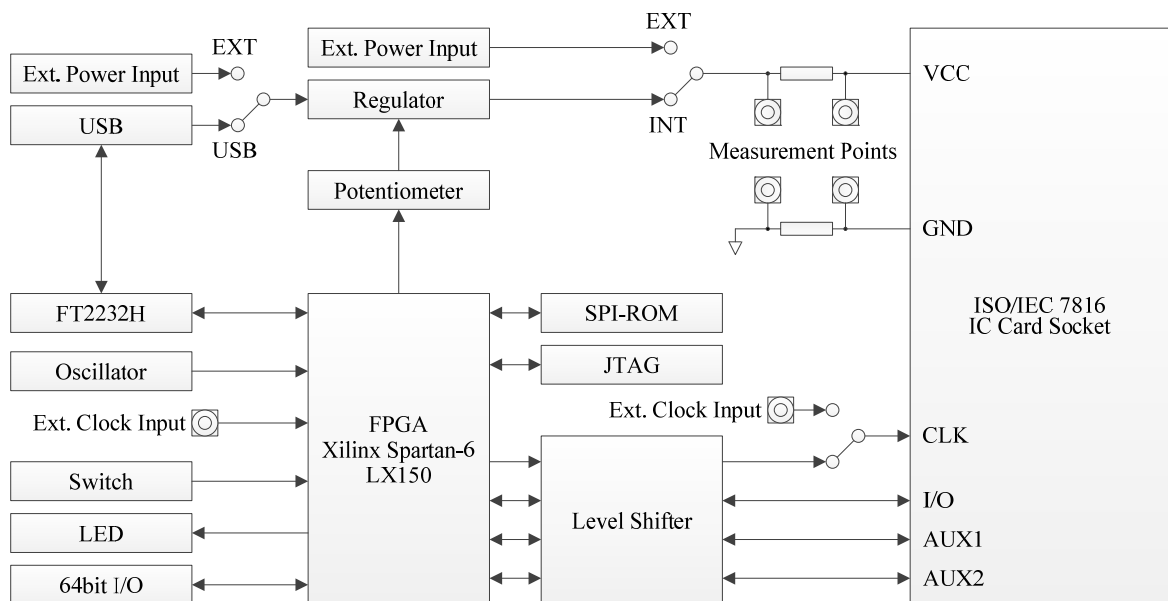 EXT
EXT
Ext. Power Input
Ext. Power Input
VCC
USB
Regulator
USB
INT
Measurement Points
Potentiometer
GND
FT2232H
SPI-ROM
ISO/IEC 7816
IC Card Socket
Oscillator
JTAG
Ext. Clock Input
Ext. Clock Input
FPGA
Xilinx Spartan-6
LX150
CLK
Switch
I/O
LED
Level Shifter
AUX1
64bit I/O
AUX2